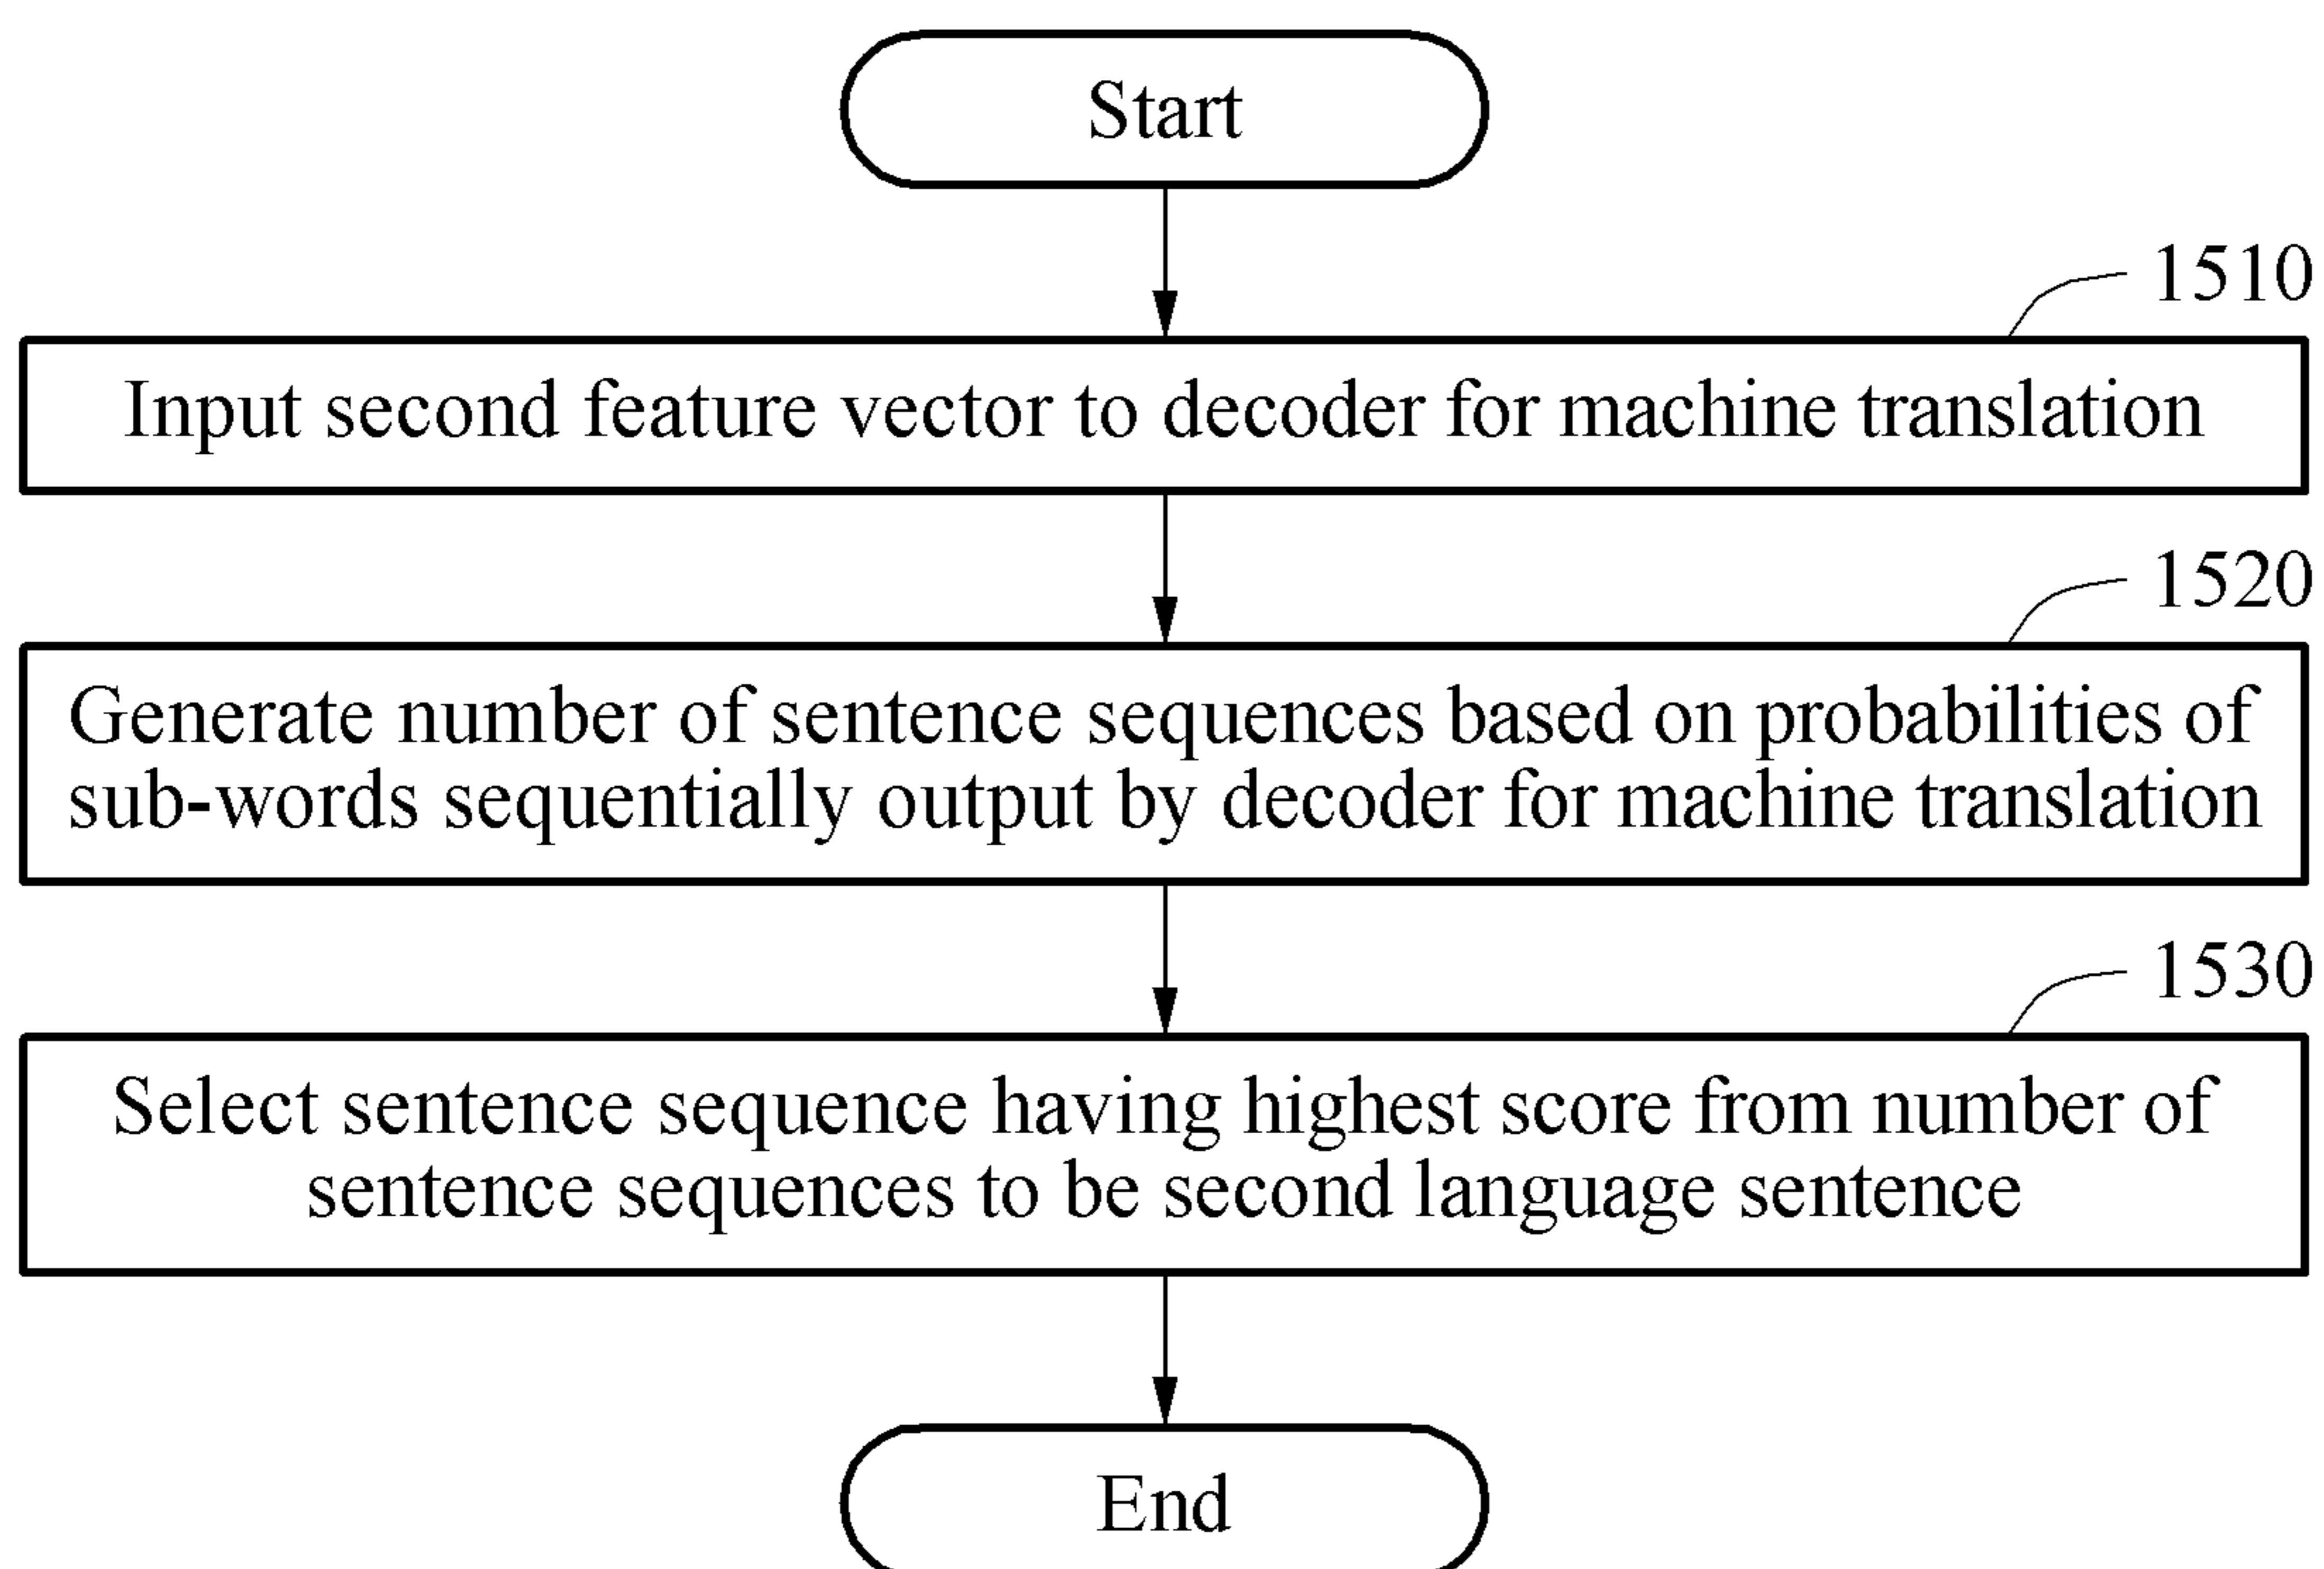 Start
1510
Input second feature vector to decoder for machine translation
1520
Generate number of sentence sequences based on probabilities of
sub-words sequentially output by decoder for machine translation
1530
Select sentence sequence having highest score from number of
sentence sequences to be second language sentence
End